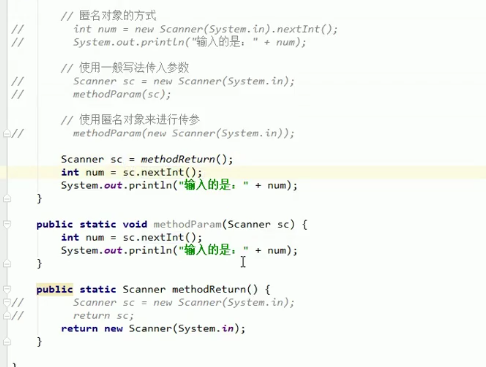 // 匿名对象的方式
//        int num = new Scanner(System.in).nextInt();
//        System.out.println("输入的是：" + num);
// 使用一般写法传入参数
//        Scanner sc = new Scanner(System.in);
//        methodParam(sc);
// 使用匿名对象来进行传参
//        methodParam(new Scanner(System.in));
Scanner sc = methodReturn();
int num = sc.nextInt();
System.out.println("输入的是：" + num);
}
public static void methodParam(Scanner sc) {
int num = sc.nextInt();
System.out.println("输入的是：" + num);
}
public static Scanner methodReturn() {
//        Scanner sc = new Scanner(System.in);
//        return sc;
return new Scanner(System.in);
}
}